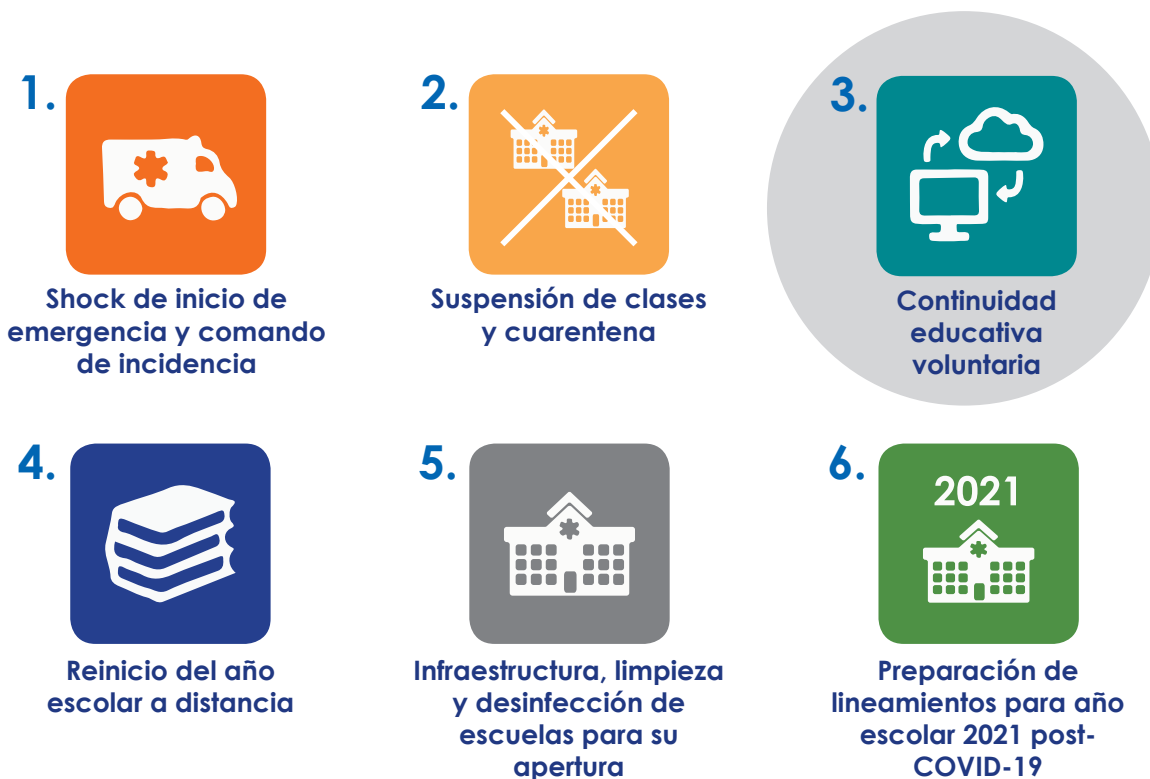 1.
Shock de inicio de
emergencia y comando
de incidencia
2.
Suspensión de clases
y cuarentena
3.
Continuidad
educativa
voluntaria
4.
Reinicio del año
escolar a distancia
5.
Infraestructura, limpieza
y desinfección de
escuelas para su
apertura
6.
2021
Preparación de
lineamientos para año
escolar 2021 post-
COVID-19